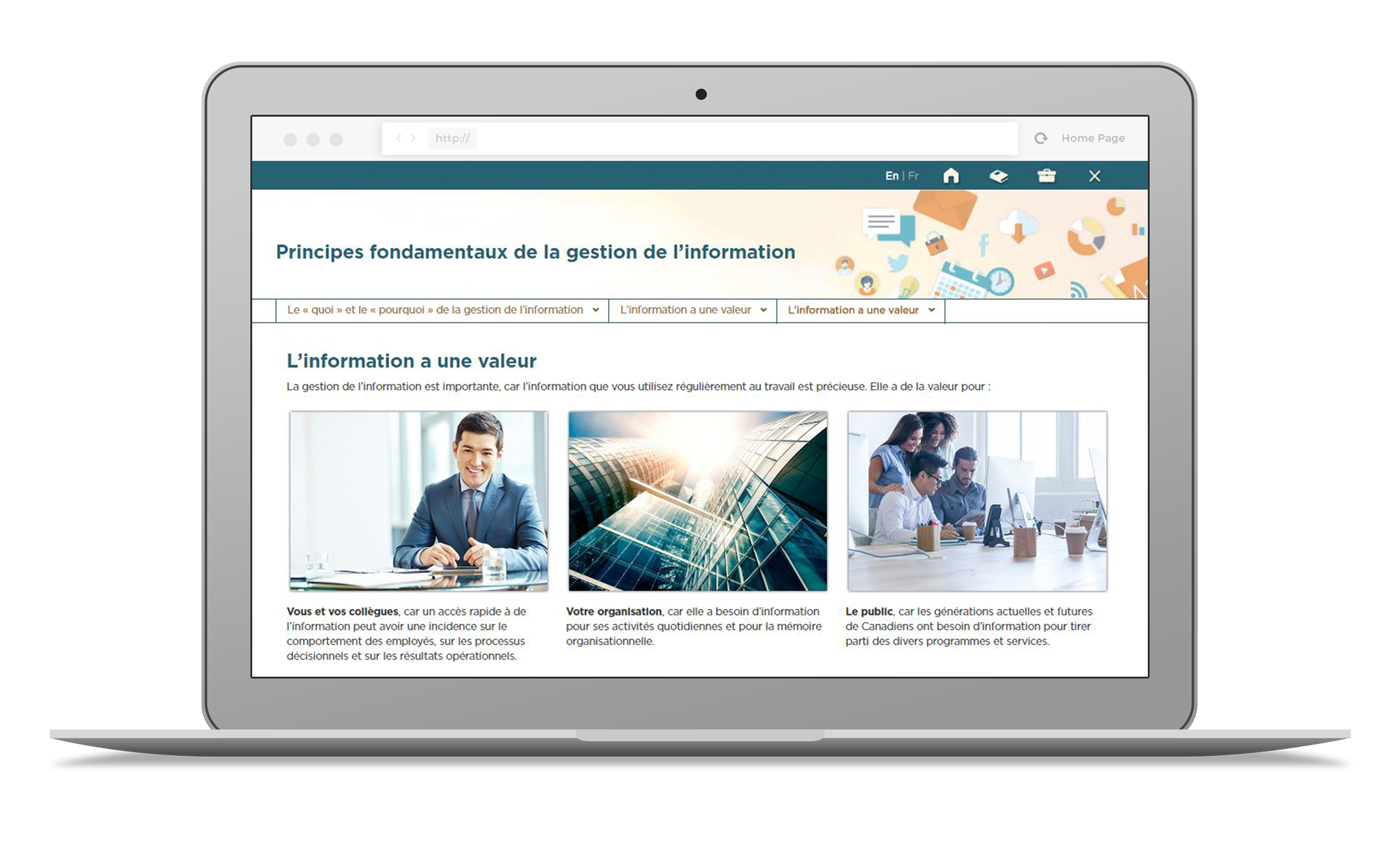 http://
Home Page
En | Fr
Principes fondamentaux de la gestion de l'information
Le « quoi » et le « pourquoi » de la gestion de l'information
L'information a une valeur
L'information a une valeur
L'information a une valeur
La gestion de l'information est importante, car l'information que vous utilisez régulièrement au travail est précieuse. Elle a de la valeur pour :
Vous et vos collègues, car un accès rapide à de
l'information peut avoir une incidence sur le
comportement des employés, sur les processus
décisionnels et sur les résultats opérationnels.
Votre organisation, car elle a besoin d'information
pour ses activités quotidiennes et pour la mémoire
organisationnelle.
Le public, car les générations actuelles et futures
de Canadiens ont besoin d'information pour tirer
parti des divers programmes et services.